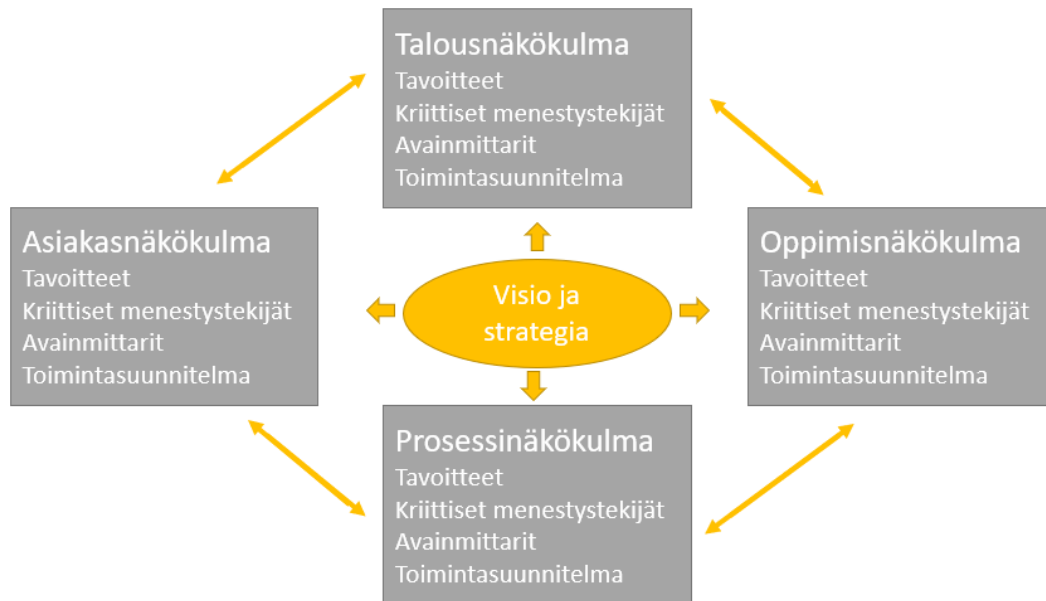 Talousnäkökulma
Tavoitteet
Kriittiset menestystekijät
Avainmittarit
Toimintasuunnitelma
Asiakasnäkökulma
Tavoitteet
Kriittiset menestystekijät
Avainmittarit
Toimintasuunnitelma
Visio ja
strategia
Oppimisnäkökulma
Tavoitteet
Kriittiset menestystekijät
Avainmittarit
Toimintasuunnitelma
Prosessinäkökulma
Tavoitteet
Kriittiset menestystekijät
Avainmittarit
Toimintasuunnitelma